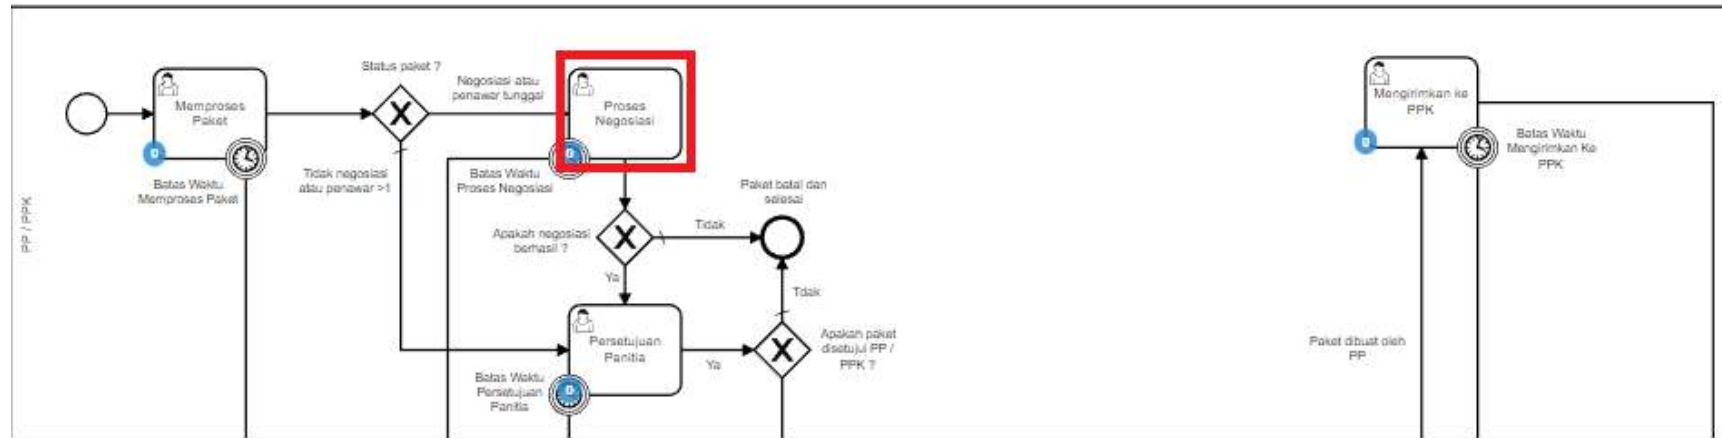 Status paket ?
Negosiasi atau
penawar tunggal
Memproses
Paket
Proses
Negosiasi
Mengirimkan ke
PPK
Batas Waktu
Memproses Paket
Tidak negosiasi
atau penawar >1
Batas Waktu
Proses Negosiasi
Batas Waktu
Mengirimkan Ke
PPK
Paket batal dan
selesai
PP / PPK
Apakah negosiasi
berhasil ?
Tidak
Ya
Tdak
Persetujuan
Panitia
Ya
Apakah paket
disetujui PP /
PPK ?
Paket dibuat oleh
PP
Batas Waktu
Persetujuan
Panitia